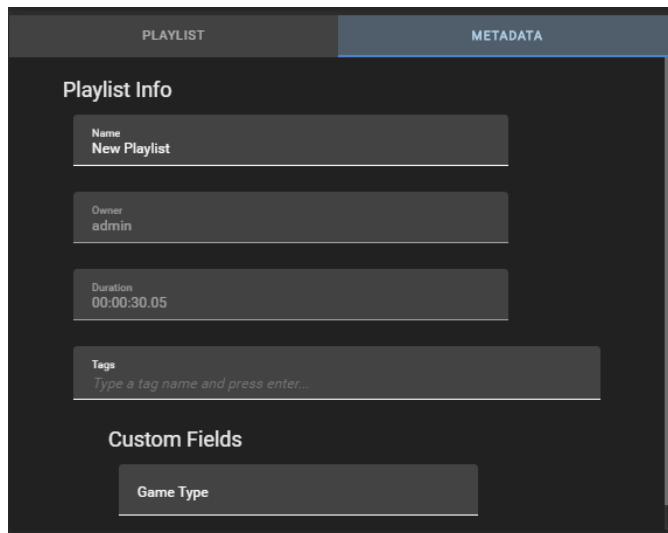 PLAYLIST
METADATA
Playlist Info
Name
New Playlist
Owner
admin
Duration
00:00:30.05
Tags
Type a tag name and press enter...
Custom Fields
Game Type